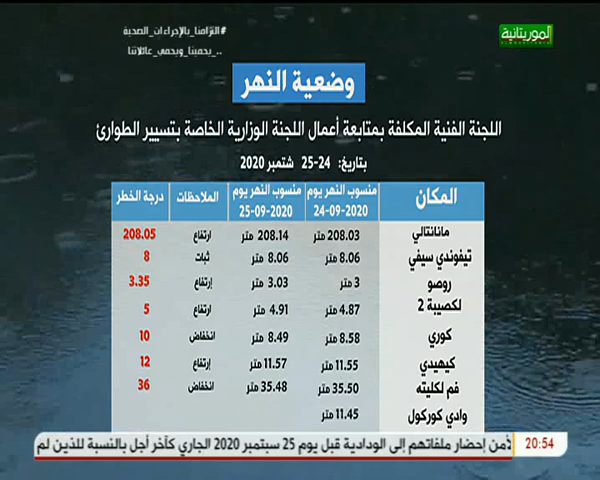 #التزامنا_بالإجراءات_الصحية
يحمينا_ويحمي_عائلاتنا_..
الموريتانية
وضعية النهر
اللجنة الفنية المكلفة بمتابعة أعمال اللجنة الوزارية الخاصة بتسيير الطوارئ
بتاريخ: 24-25 شتمبر 2020
المكان منسوب النهر يوم 24-09-2020 منسوب النهر يوم 25-09-2020 الملاحظات درجة الخطر
مانانتالي 208.03 متر 208.14 متر ارتفاع 208.05
تيفوندي سيفي 8.06 متر 8.06 متر ثبات 8
روصو 3 متر 3.03 متر إرتفاع 3.35
لكصيبة 2 4.87 متر 4.91 متر ارتفاع 5
كوري 8.58 متر 8.49 متر انخفاض 10
كيهيدي 11.55 متر 11.57 متر إرتفاع 12
فم لكليته 35.50 متر 35.48 متر انخفاض 36
وادي كوركول 11.45 متر
20:54 لأمن إحضار ملفاتهم إلى الودادية قبل يوم 25 سبتمبر 2020 الجاري كآخر أجل بالنسبة للذين لم